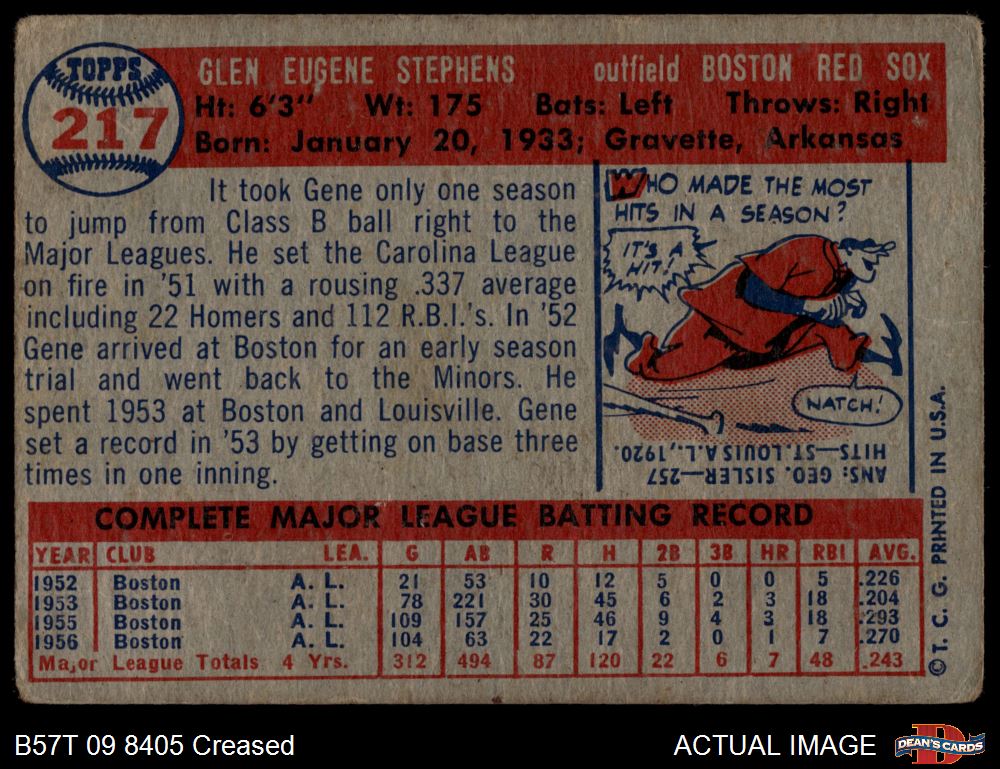 TOPPS
217
GLEN EUGENE STEPHENS outfield BOSTON RED SOX
Ht: 6'3" Wt: 175 Bats: Left Throws: Right
Born: January 20, 1933; Gravette, Arkansas
It took Gene only one season
to jump from Class B ball right to the
Major Leagues. He set the Carolina League
on fire in '51 with a rousing .337 average
including 22 Homers and 112 R.B.I.'s. In '52
Gene arrived at Boston for an early season
trial and went back to the Minors. He
spent 1953 at Boston and Louisville. Gene
set a record in '53 by getting on base three
times in one inning.
WHO MADE THE MOST
HITS IN A SEASON?
IT'S A
HIT!
NATCH!
ANS: GEO. SISLER—257
HITS—ST. LOUIS A.L., 1920.
COMPLETE MAJOR LEAGUE BATTING RECORD
YEAR CLUB LEA. G AB R H 2B 3B HR RBI AVG.
1952 Boston A. L. 21 53 10 12 5 0 0 5 .226
1953 Boston A. L. 78 221 30 45 6 2 3 18 .204
1955 Boston A. L. 109 157 25 46 9 4 3 18 .293
1956 Boston A. L. 104 63 22 17 2 0 1 7 .270
Major League Totals 4 Yrs. 312 494 87 120 22 6 7 48 .243
© T. C. G. PRINTED IN U.S.A.
B57T 09 8405 Creased
ACTUAL IMAGE
DEAN'S CARDS